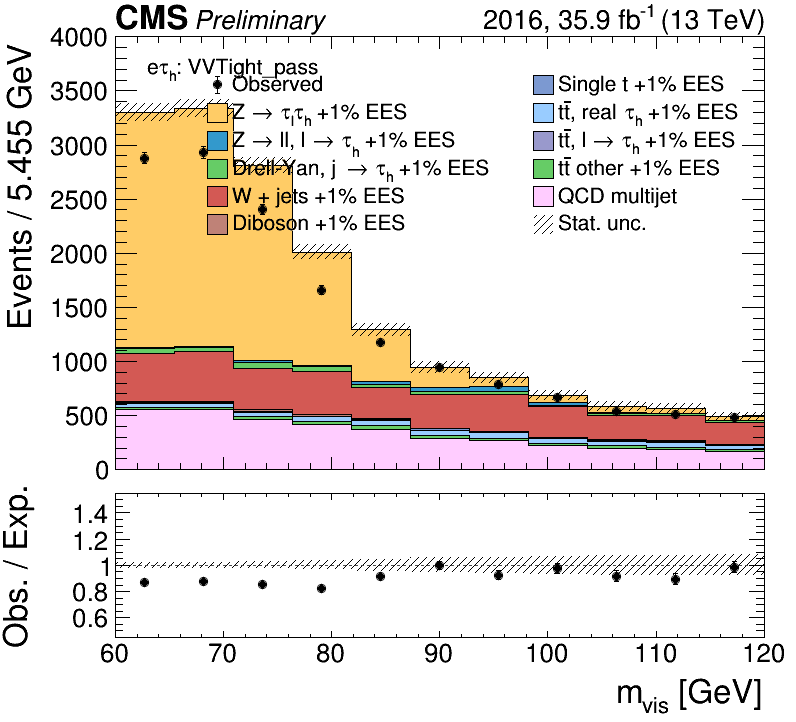 CMS Preliminary 2016, 35.9 fb⁻¹ (13 TeV)
Events / 5.455 GeV
4000
3500
3000
2500
2000
1500
1000
500
0
eτₕ: VVTight_pass
Observed
Z → τₗτₕ +1% EES
Z → ll, l → τₕ +1% EES
Drell-Yan, j → τₕ +1% EES
W + jets +1% EES
Diboson +1% EES
Single t +1% EES
tt̄, real τₕ +1% EES
tt̄, l → τₕ +1% EES
tt̄ other +1% EES
QCD multijet
Stat. unc.
Obs. / Exp.
1.4
1.2
1
0.8
0.6
60 70 80 90 100 110 120
m_vis [GeV]